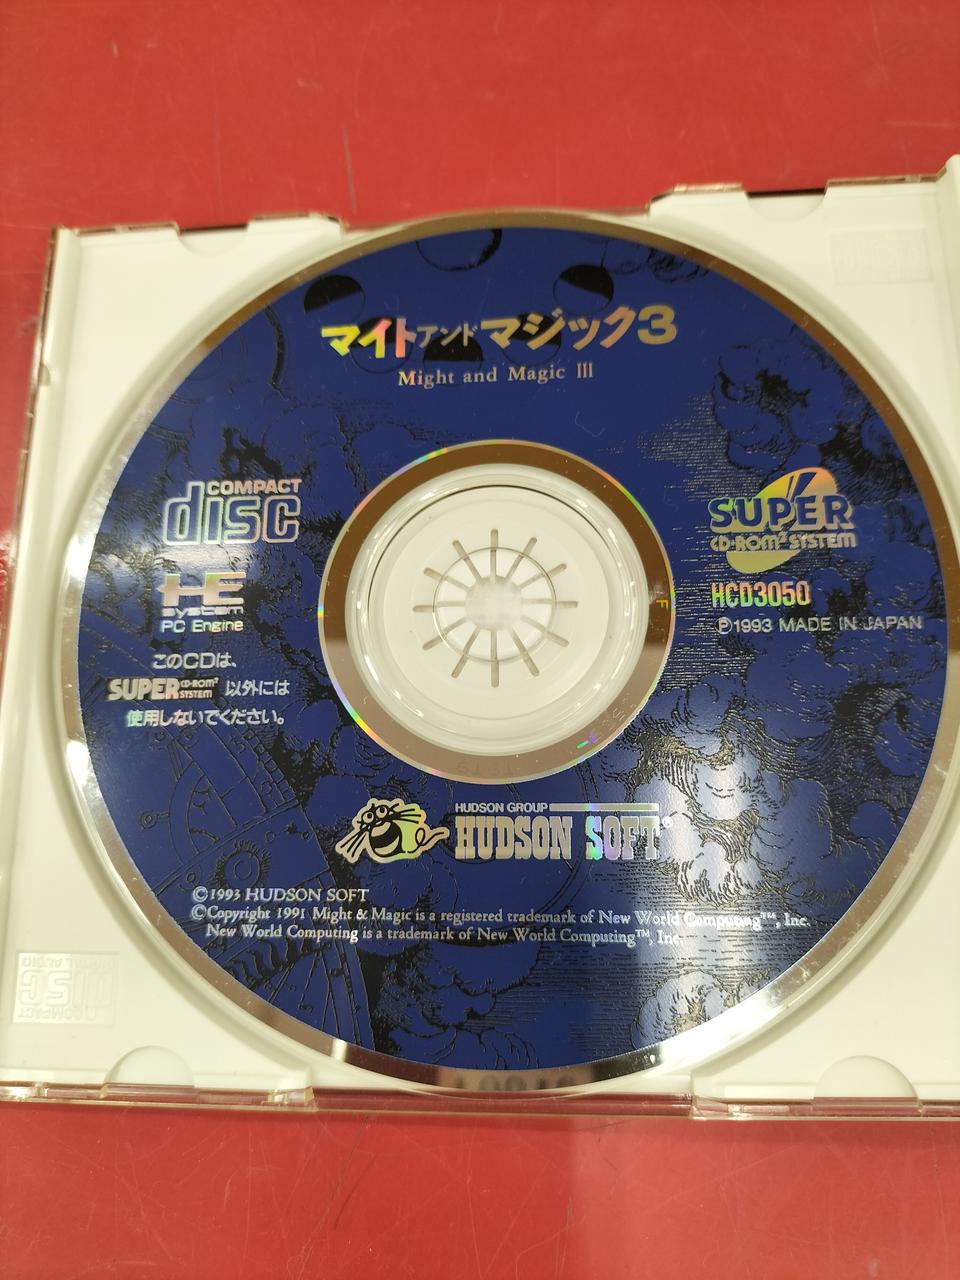 マイトアンドマジック3
Might and Magic III
COMPACT
disc
HE
system
PC Engine
このCDは、
SUPER CD-ROM² SYSTEM 以外には
使用しないでください。
SUPER
CD-ROM² SYSTEM
HCD3050
Ⓟ1993 MADE IN JAPAN
HUDSON GROUP
HUDSON SOFT®
©1993 HUDSON SOFT
©Copyright 1991 Might & Magic is a registered trademark of New World Computing™, Inc.
New World Computing is a trademark of New World Computing™, Inc.